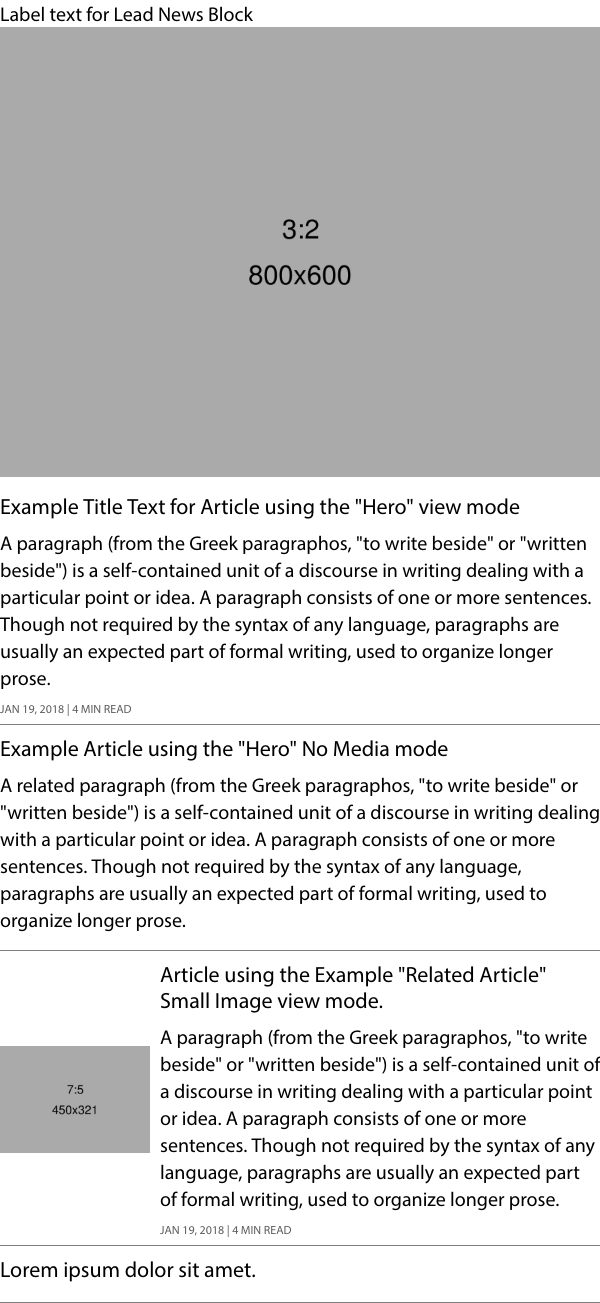 Label text for Lead News Block
3:2
800x600
Example Title Text for Article using the "Hero" view mode
A paragraph (from the Greek paragraphos, "to write beside" or "written
beside") is a self-contained unit of a discourse in writing dealing with a
particular point or idea. A paragraph consists of one or more sentences.
Though not required by the syntax of any language, paragraphs are
usually an expected part of formal writing, used to organize longer
prose.
JAN 19, 2018 | 4 MIN READ
Example Article using the "Hero" No Media mode
A related paragraph (from the Greek paragraphos, "to write beside" or
"written beside") is a self-contained unit of a discourse in writing dealing
with a particular point or idea. A paragraph consists of one or more
sentences. Though not required by the syntax of any language,
paragraphs are usually an expected part of formal writing, used to
organize longer prose.
Article using the Example "Related Article"
Small Image view mode.
7:5
450x321
A paragraph (from the Greek paragraphos, "to write
beside" or "written beside") is a self-contained unit of
a discourse in writing dealing with a particular point
or idea. A paragraph consists of one or more
sentences. Though not required by the syntax of any
language, paragraphs are usually an expected part
of formal writing, used to organize longer prose.
JAN 19, 2018 | 4 MIN READ
Lorem ipsum dolor sit amet.